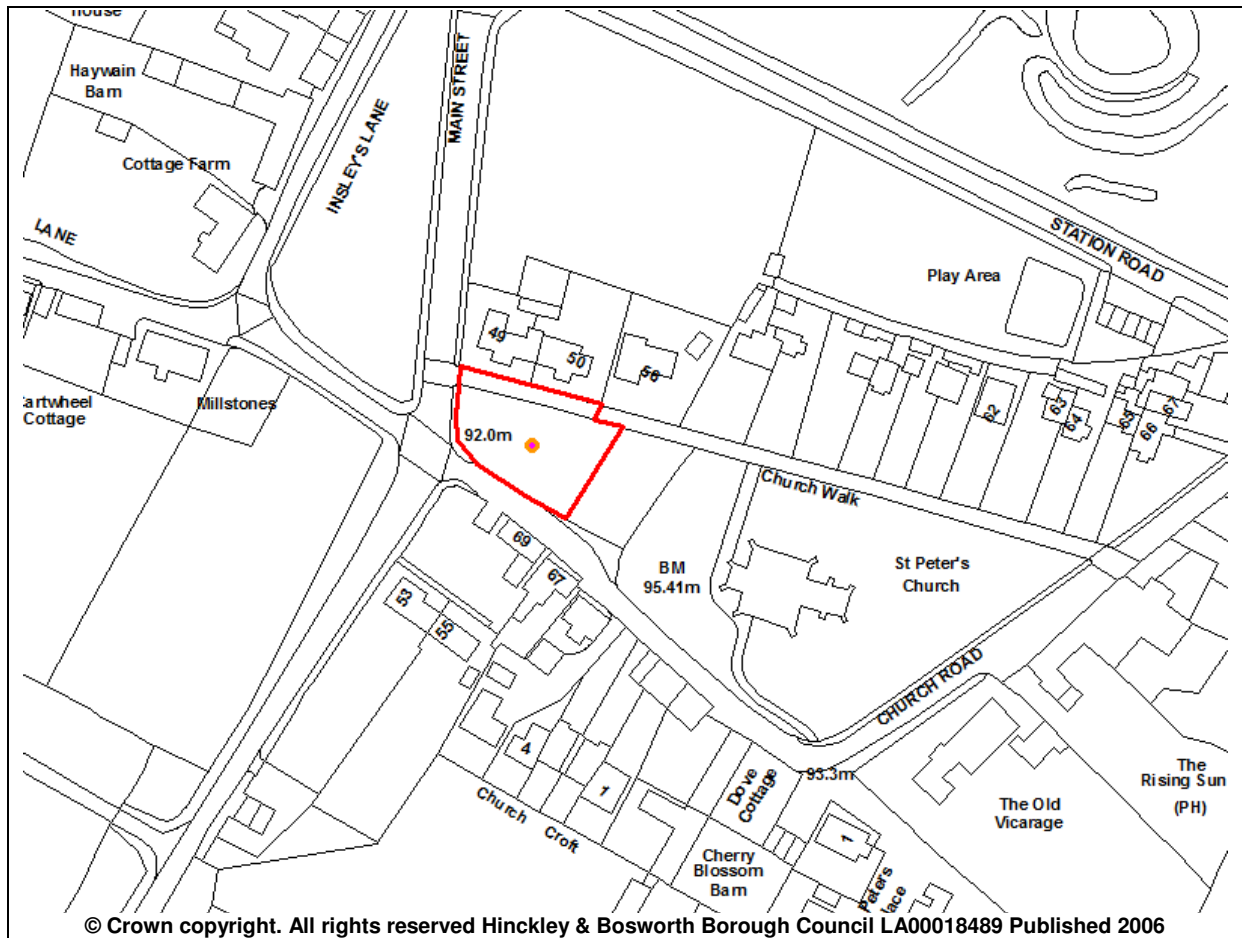 house
Haywain
Barn
Cottage Farm
LANE
INSLEY'S LANE
MAIN STREET
STATION ROAD
Play Area
49
50
56
62
63
64
65
66
67
artwheel
Cottage
Millstones
92.0m
Church Walk
BM
95.41m
St Peter's
Church
69
67
53
55
CHURCH ROAD
4
1
Church Croft
Dove
Cottage
93.3m
The
Rising Sun
(PH)
The Old
Vicarage
1
Cherry
Blossom
Barn
Peters
lace
© Crown copyright. All rights reserved Hinckley & Bosworth Borough Council LA00018489 Published 2006